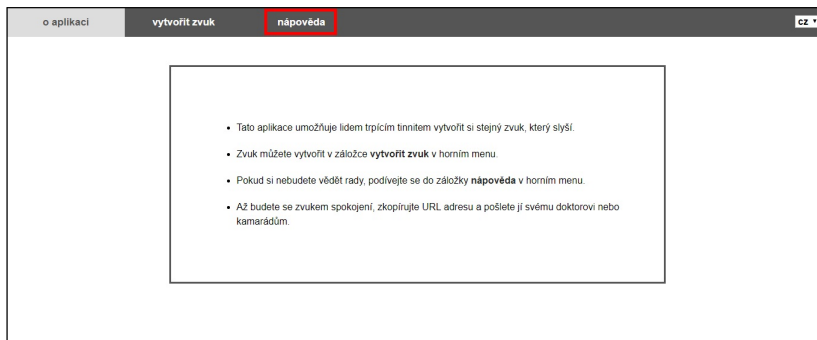 o aplikaci vytvořit zvuk nápověda cz
• Tato aplikace umožňuje lidem trpícím tinnitem vytvořit si stejný zvuk, který slyší.
• Zvuk můžete vytvořit v záložce vytvořit zvuk v horním menu.
• Pokud si nebudete vědět rady, podívejte se do záložky nápověda v horním menu.
• Až budete se zvukem spokojení, zkopírujte URL adresu a pošlete jí svému doktorovi nebo
kamarádům.